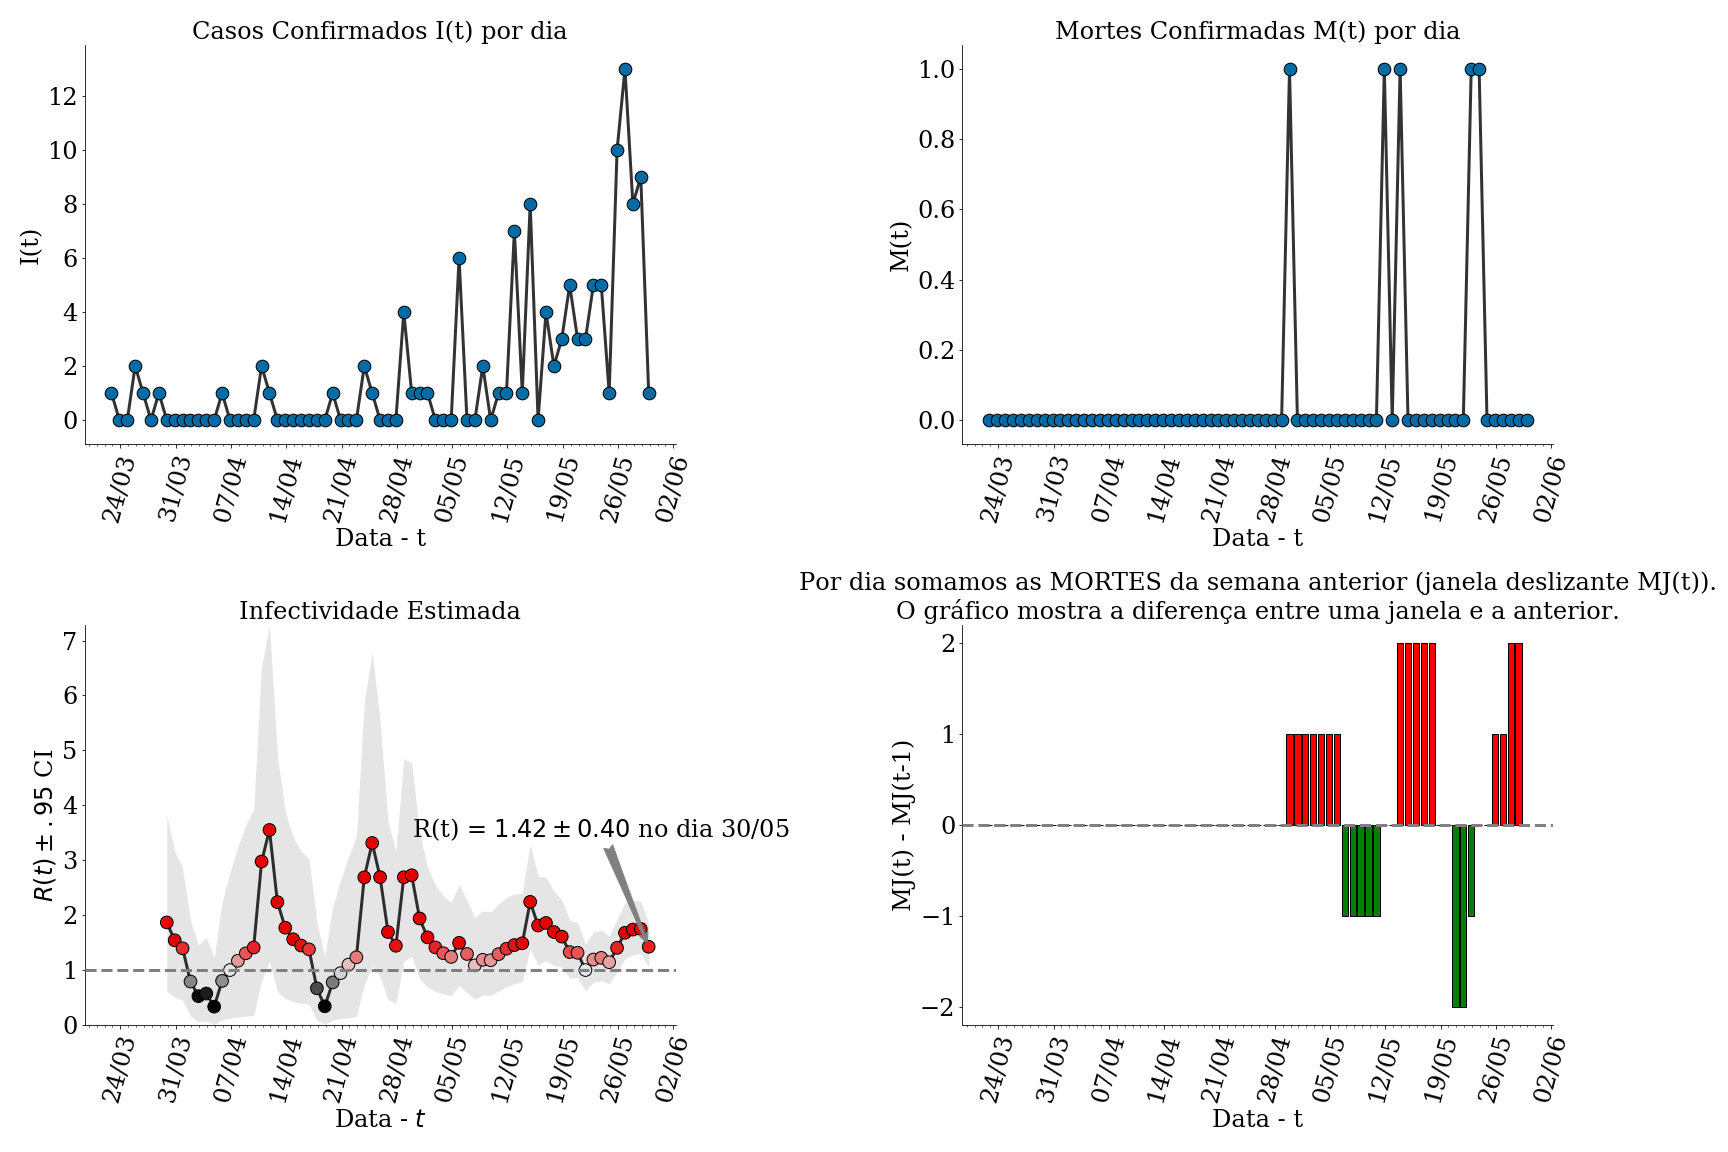 Casos Confirmados I(t) por dia
I(t)
12
10
8
6
4
2
0
24/03 31/03 07/04 14/04 21/04 28/04 05/05 12/05 19/05 26/05 02/06
Data - t
Mortes Confirmadas M(t) por dia
M(t)
1.0
0.8
0.6
0.4
0.2
0.0
24/03 31/03 07/04 14/04 21/04 28/04 05/05 12/05 19/05 26/05 02/06
Data - t
Infectividade Estimada
R(t) ± .95 CI
7
6
5
4
3
2
1
0
R(t) = 1.42 ± 0.40 no dia 30/05
24/03 31/03 07/04 14/04 21/04 28/04 05/05 12/05 19/05 26/05 02/06
Data - t
Por dia somamos as MORTES da semana anterior (janela deslizante MJ(t)).
O gráfico mostra a diferença entre uma janela e a anterior.
MJ(t) - MJ(t-1)
2
1
0
−1
−2
24/03 31/03 07/04 14/04 21/04 28/04 05/05 12/05 19/05 26/05 02/06
Data - t